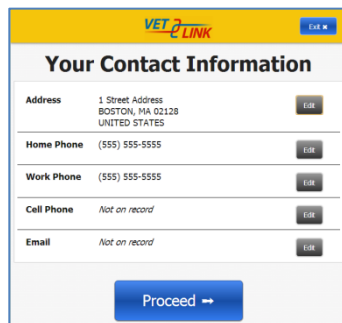 VET LINK
Exit ✖
Your Contact Information
Address 1 Street Address Edit
BOSTON, MA 02128
UNITED STATES
Home Phone (555) 555-5555 Edit
Work Phone (555) 555-5555 Edit
Cell Phone Not on record Edit
Email Not on record Edit
Proceed ➡